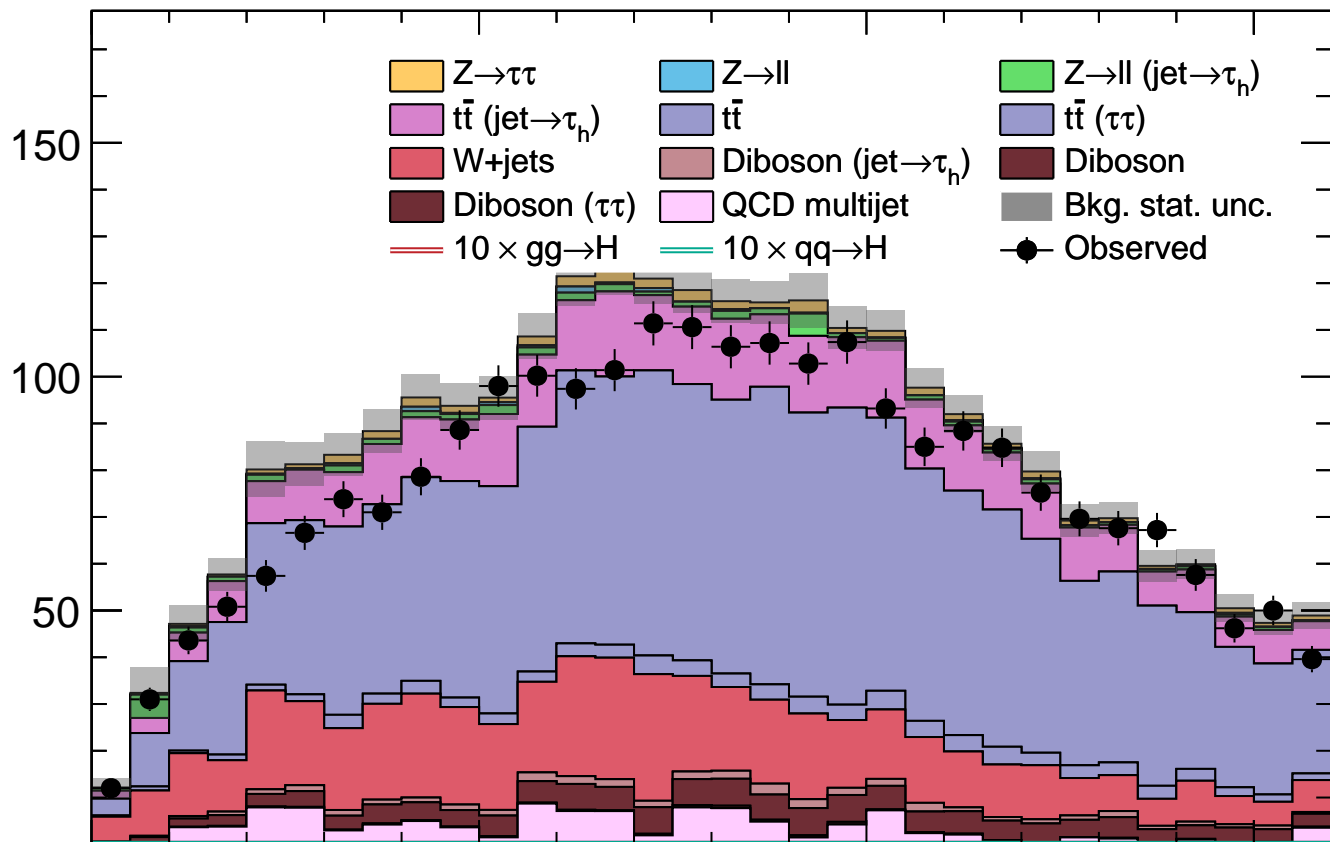 Z→ττ Z→ll Z→ll (jet→τh)
150
tt̄ (jet→τh) tt̄ tt̄ (ττ)
W+jets Diboson (jet→τh) Diboson
Diboson (ττ) QCD multijet Bkg. stat. unc.
10 × gg→H 10 × qq→H Observed
100
50